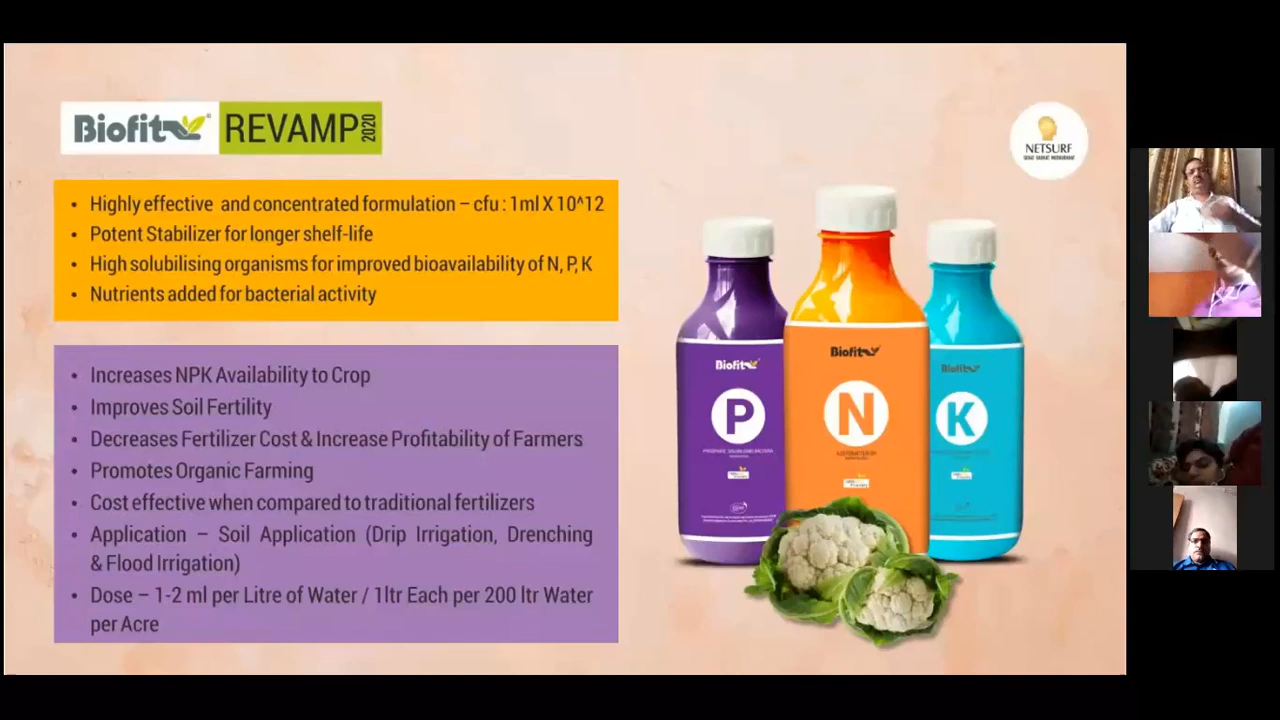 Biofit REVAMP 2020
NETSURF
• Highly effective and concentrated formulation – cfu : 1ml X 10^12
• Potent Stabilizer for longer shelf-life
• High solubilising organisms for improved bioavailability of N, P, K
• Nutrients added for bacterial activity
• Increases NPK Availability to Crop
• Improves Soil Fertility
• Decreases Fertilizer Cost & Increase Profitability of Farmers
• Promotes Organic Farming
• Cost effective when compared to traditional fertilizers
• Application – Soil Application (Drip Irrigation, Drenching
& Flood Irrigation)
• Dose – 1-2 ml per Litre of Water / 1ltr Each per 200 ltr Water
per Acre
Biofit
P
Biofit
N
Biofit
K